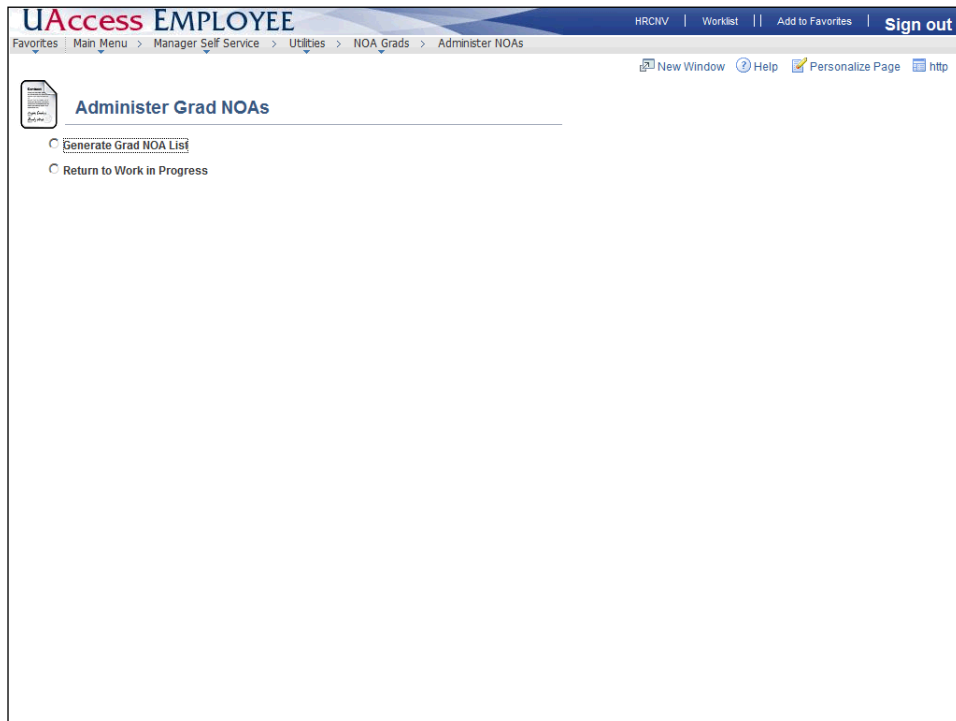 UAccess EMPLOYEE
HRCNV | Worklist || Add to Favorites | Sign out
Favorites | Main Menu > Manager Self Service > Utilities > NOA Grads > Administer NOAs
New Window ? Help Personalize Page http
Administer Grad NOAs
Generate Grad NOA List
Return to Work in Progress